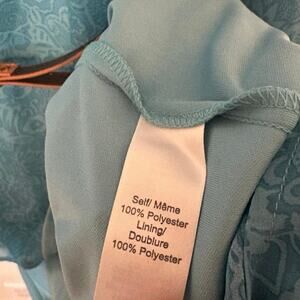 Self/ Même
100% Polyester
Lining/
Doublure
100% Polyester